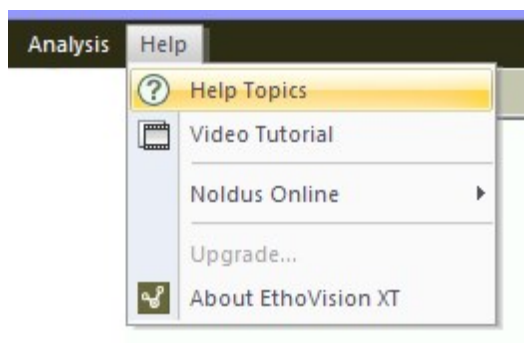 Analysis Help
Help Topics
Video Tutorial
Noldus Online
Upgrade...
About EthoVision XT